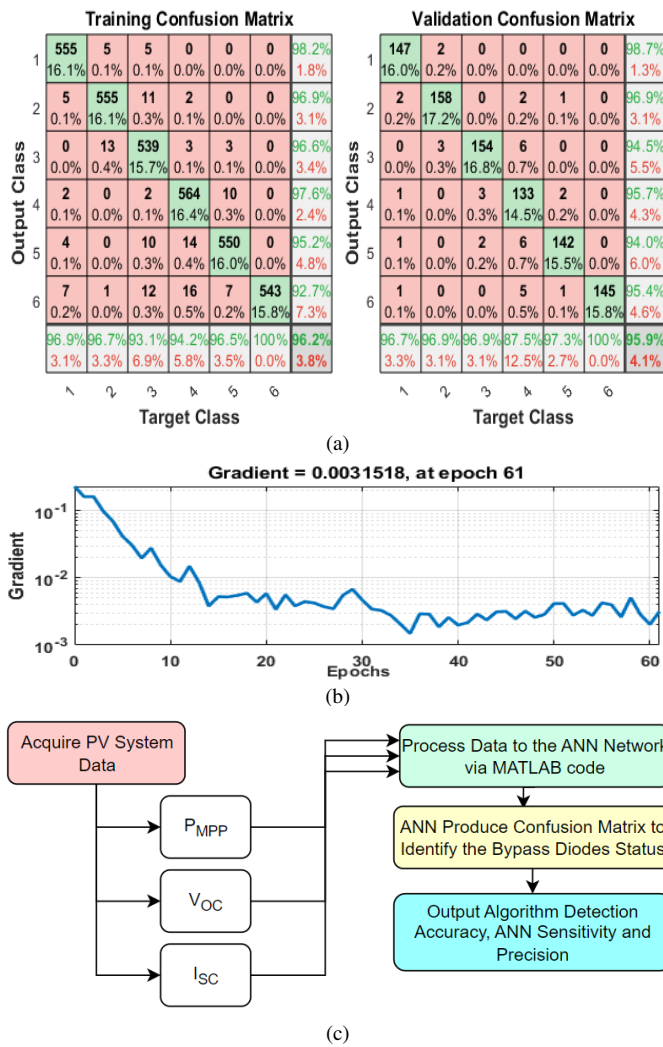 Training Confusion Matrix
Output Class
1 555 5 5 0 0 0 98.2%
16.1% 0.1% 0.1% 0.0% 0.0% 0.0% 1.8%
2 5 555 11 2 0 0 96.9%
0.1% 16.1% 0.3% 0.1% 0.0% 0.0% 3.1%
3 0 13 539 3 3 0 96.6%
0.0% 0.4% 15.7% 0.1% 0.1% 0.0% 3.4%
4 2 0 2 564 10 0 97.6%
0.1% 0.0% 0.1% 16.4% 0.3% 0.0% 2.4%
5 4 0 10 14 550 0 95.2%
0.1% 0.0% 0.3% 0.4% 16.0% 0.0% 4.8%
6 7 1 12 16 7 543 92.7%
0.2% 0.0% 0.3% 0.5% 0.2% 15.8% 7.3%
96.9% 96.7% 93.1% 94.2% 96.5% 100% 96.2%
3.1% 3.3% 6.9% 5.8% 3.5% 0.0% 3.8%
1 2 3 4 5 6
Target Class
Validation Confusion Matrix
Output Class
1 147 2 0 0 0 0 98.7%
16.0% 0.2% 0.0% 0.0% 0.0% 0.0% 1.3%
2 2 158 0 2 1 0 96.9%
0.2% 17.2% 0.0% 0.2% 0.1% 0.0% 3.1%
3 0 3 154 6 0 0 94.5%
0.0% 0.3% 16.8% 0.7% 0.0% 0.0% 5.5%
4 1 0 3 133 2 0 95.7%
0.1% 0.0% 0.3% 14.5% 0.2% 0.0% 4.3%
5 1 0 2 6 142 0 94.0%
0.1% 0.0% 0.2% 0.7% 15.5% 0.0% 6.0%
6 1 0 0 5 1 145 95.4%
0.1% 0.0% 0.0% 0.5% 0.1% 15.8% 4.6%
96.7% 96.9% 96.9% 87.5% 97.3% 100% 95.9%
3.3% 3.1% 3.1% 12.5% 2.7% 0.0% 4.1%
1 2 3 4 5 6
Target Class
(a)
Gradient = 0.0031518, at epoch 61
Gradient
10⁻¹
10⁻²
10⁻³
0 10 20 30 40 50 60
Epochs
(b)
Acquire PV System
Data
P_MPP
V_OC
I_SC
Process Data to the ANN Network
via MATLAB code
ANN Produce Confusion Matrix to
Identify the Bypass Diodes Status
Output Algorithm Detection
Accuracy, ANN Sensitivity and
Precision
(c)